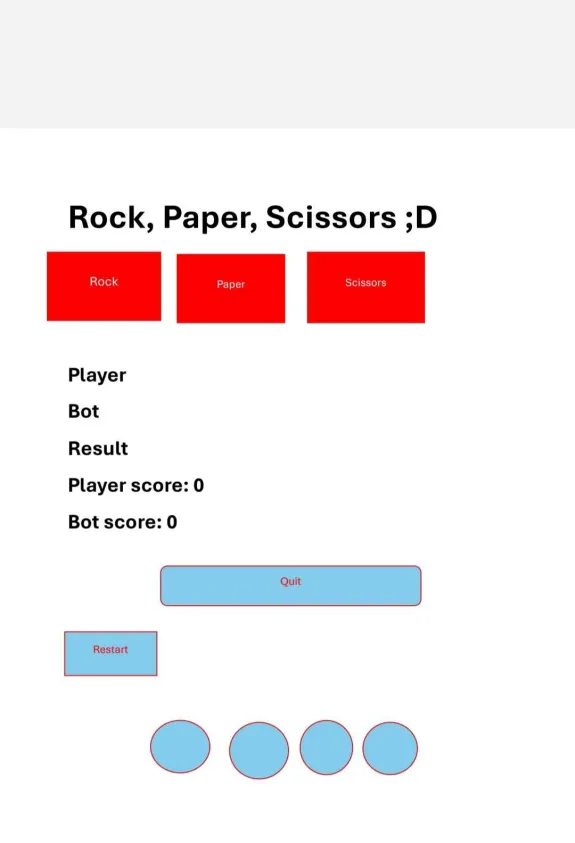 Rock, Paper, Scissors ;D
Rock Paper Scissors
Player
Bot
Result
Player score: 0
Bot score: 0
Quit
Restart